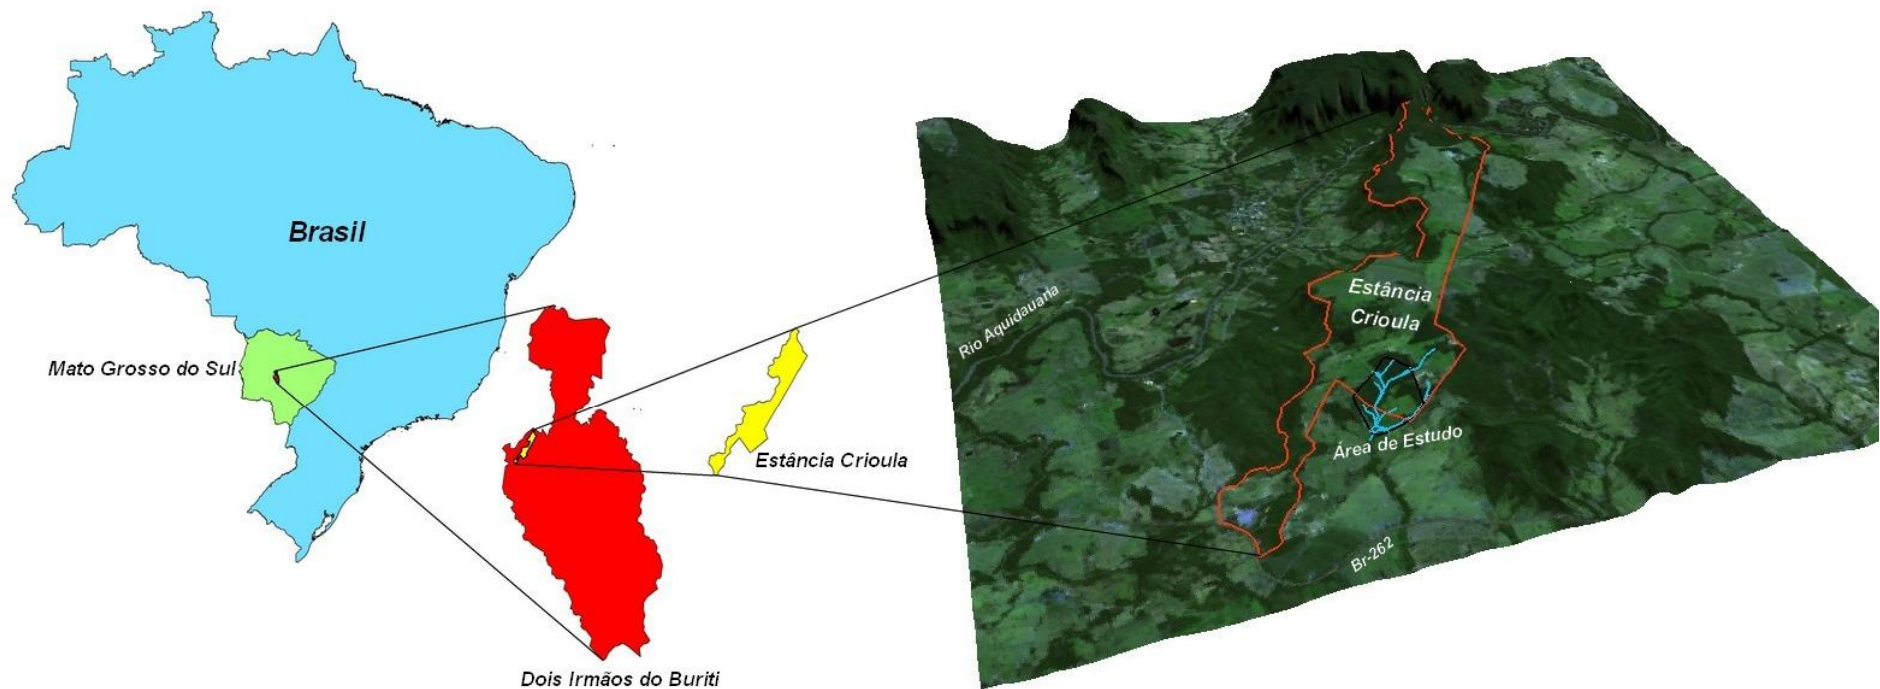 Brasil
Mato Grosso do Sul
Dois Irmãos do Buriti
Estância Crioula
Rio Aquidauana
Estância
Crioula
Área de Estudo
Br-262